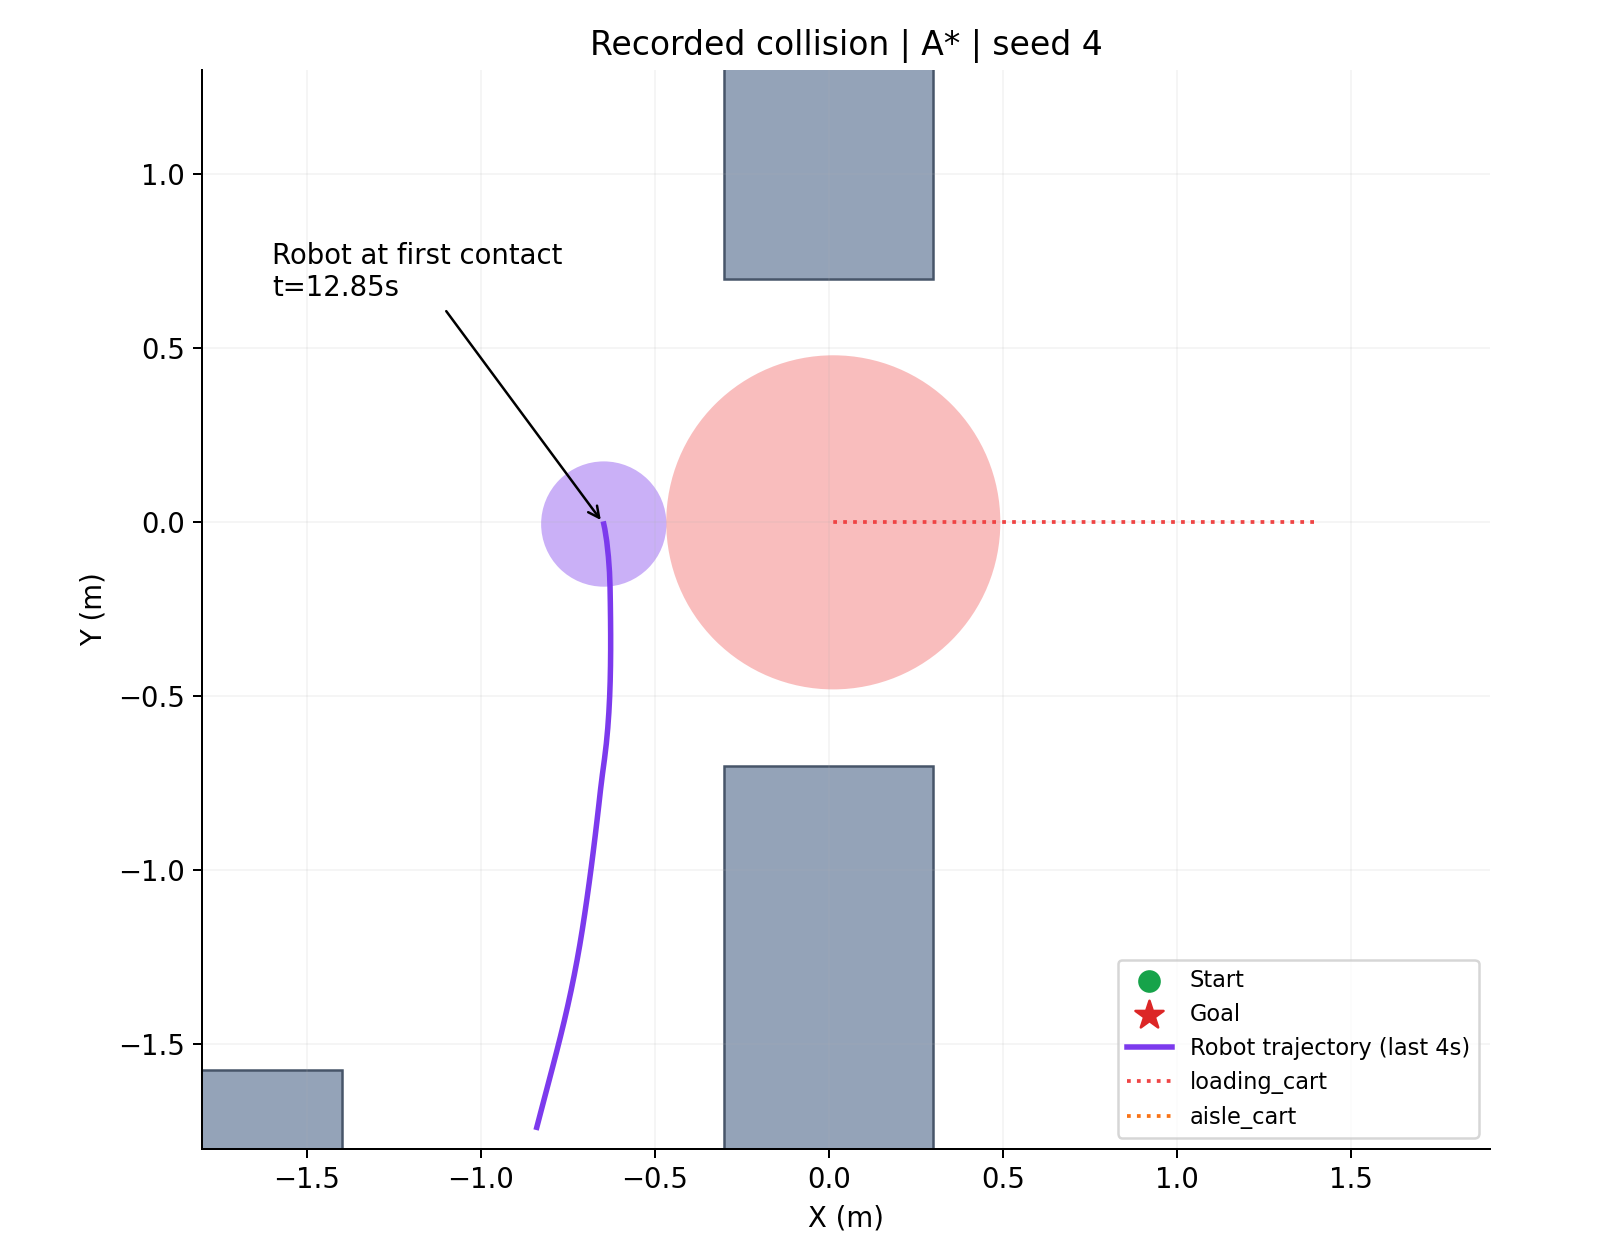 Recorded collision | A* | seed 4
Robot at first contact
t=12.85s
1.0
0.5
0.0
−0.5
−1.0
−1.5
Y (m)
−1.5
−1.0
−0.5
0.0
0.5
1.0
1.5
X (m)
Start
Goal
Robot trajectory (last 4s)
loading_cart
aisle_cart